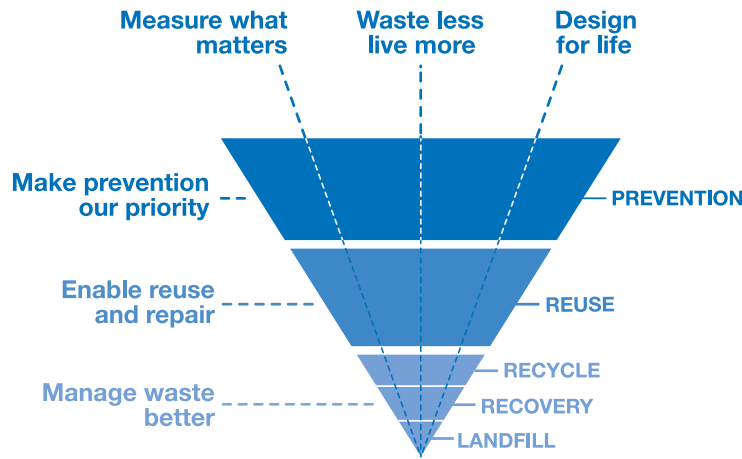 Measure what
matters
Waste less
live more
Design
for life
Make prevention
our priority
PREVENTION
Enable reuse
and repair
REUSE
Manage waste
better
RECYCLE
RECOVERY
LANDFILL